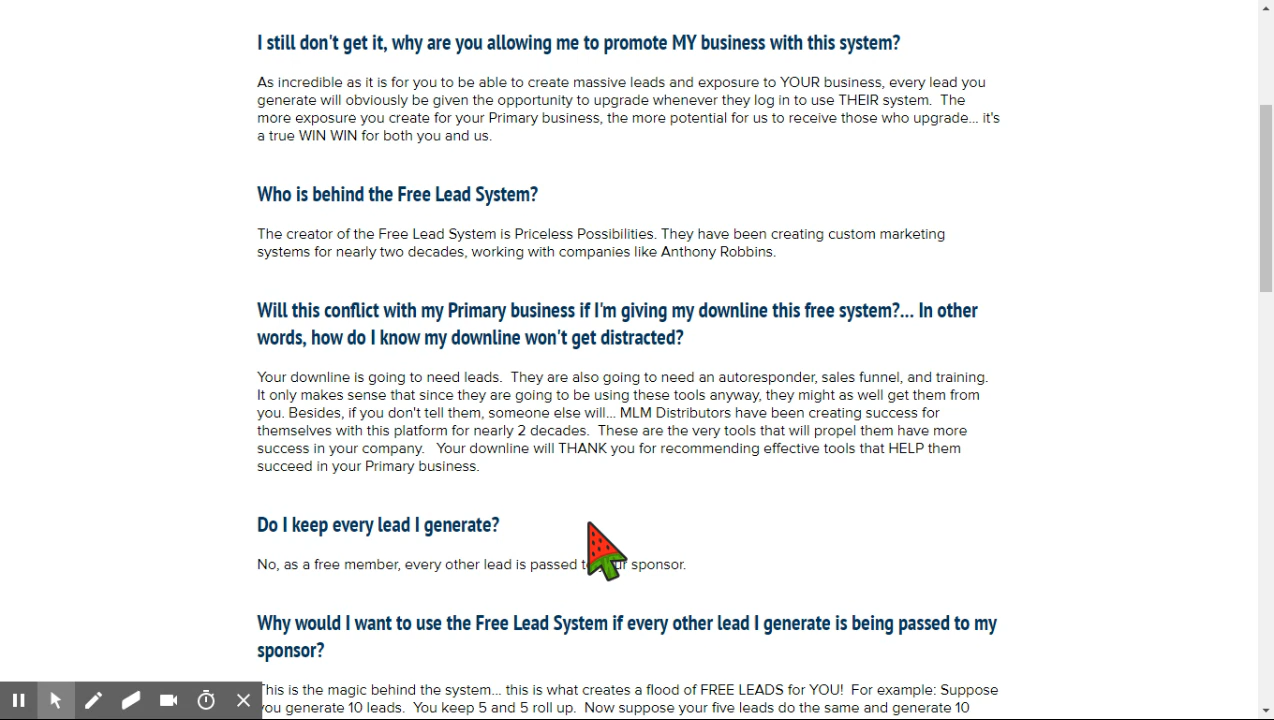 I still don't get it, why are you allowing me to promote MY business with this system?
As incredible as it is for you to be able to create massive leads and exposure to YOUR business, every lead you
generate will obviously be given the opportunity to upgrade whenever they log in to use THEIR system. The
more exposure you create for your Primary business, the more potential for us to receive those who upgrade... it's
a true WIN WIN for both you and us.
Who is behind the Free Lead System?
The creator of the Free Lead System is Priceless Possibilities. They have been creating custom marketing
systems for nearly two decades, working with companies like Anthony Robbins.
Will this conflict with my Primary business if I'm giving my downline this free system?... In other
words, how do I know my downline won't get distracted?
Your downline is going to need leads. They are also going to need an autoresponder, sales funnel, and training.
It only makes sense that since they are going to be using these tools anyway, they might as well get them from
you. Besides, if you don't tell them, someone else will... MLM Distributors have been creating success for
themselves with this platform for nearly 2 decades. These are the very tools that will propel them have more
success in your company. Your downline will THANK you for recommending effective tools that HELP them
succeed in your Primary business.
Do I keep every lead I generate?
No, as a free member, every other lead is passed sponsor.
Why would I want to use the Free Lead System if every other lead I generate is being passed to my
sponsor?
This is the magic behind the system... this is what creates a flood of FREE LEADS for YOU! For example: Suppose
you generate 10 leads. You keep 5 and 5 roll up. Now suppose your five leads do the same and generate 10